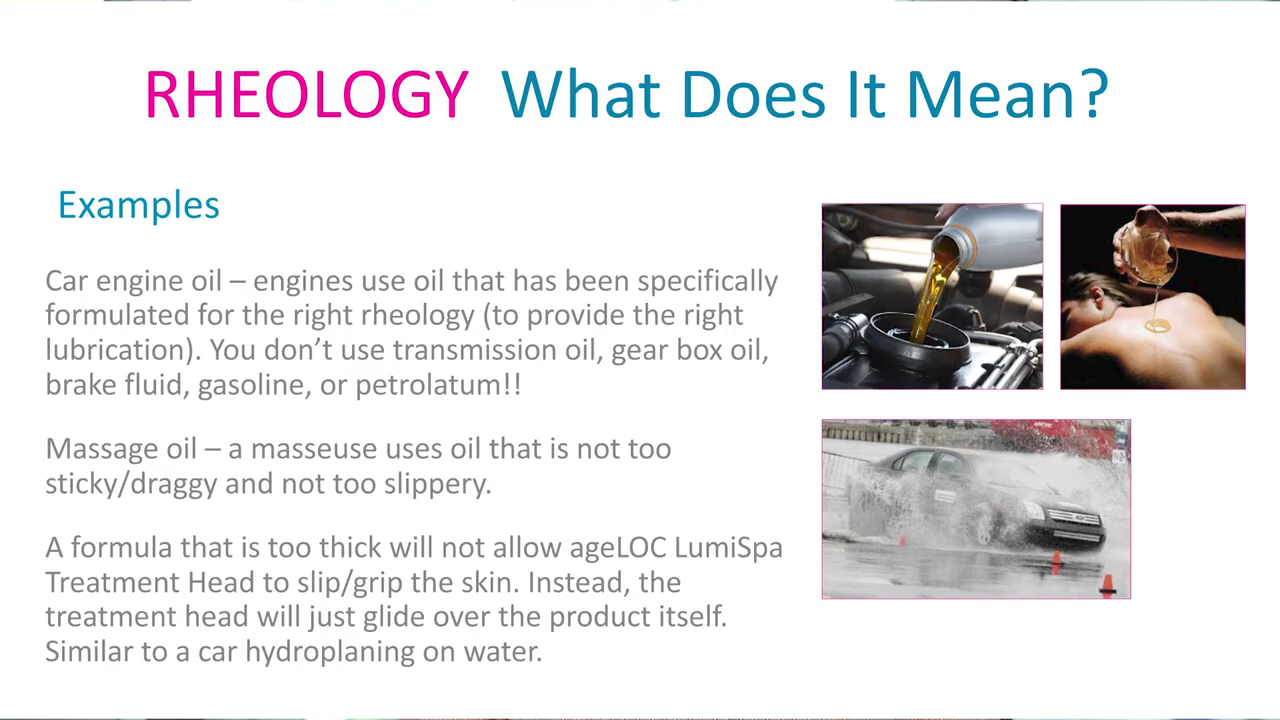 RHEOLOGY What Does It Mean?
Examples
Car engine oil – engines use oil that has been specifically
formulated for the right rheology (to provide the right
lubrication). You don’t use transmission oil, gear box oil,
brake fluid, gasoline, or petrolatum!!
Massage oil – a masseuse uses oil that is not too
sticky/draggy and not too slippery.
A formula that is too thick will not allow ageLOC LumiSpa
Treatment Head to slip/grip the skin. Instead, the
treatment head will just glide over the product itself.
Similar to a car hydroplaning on water.